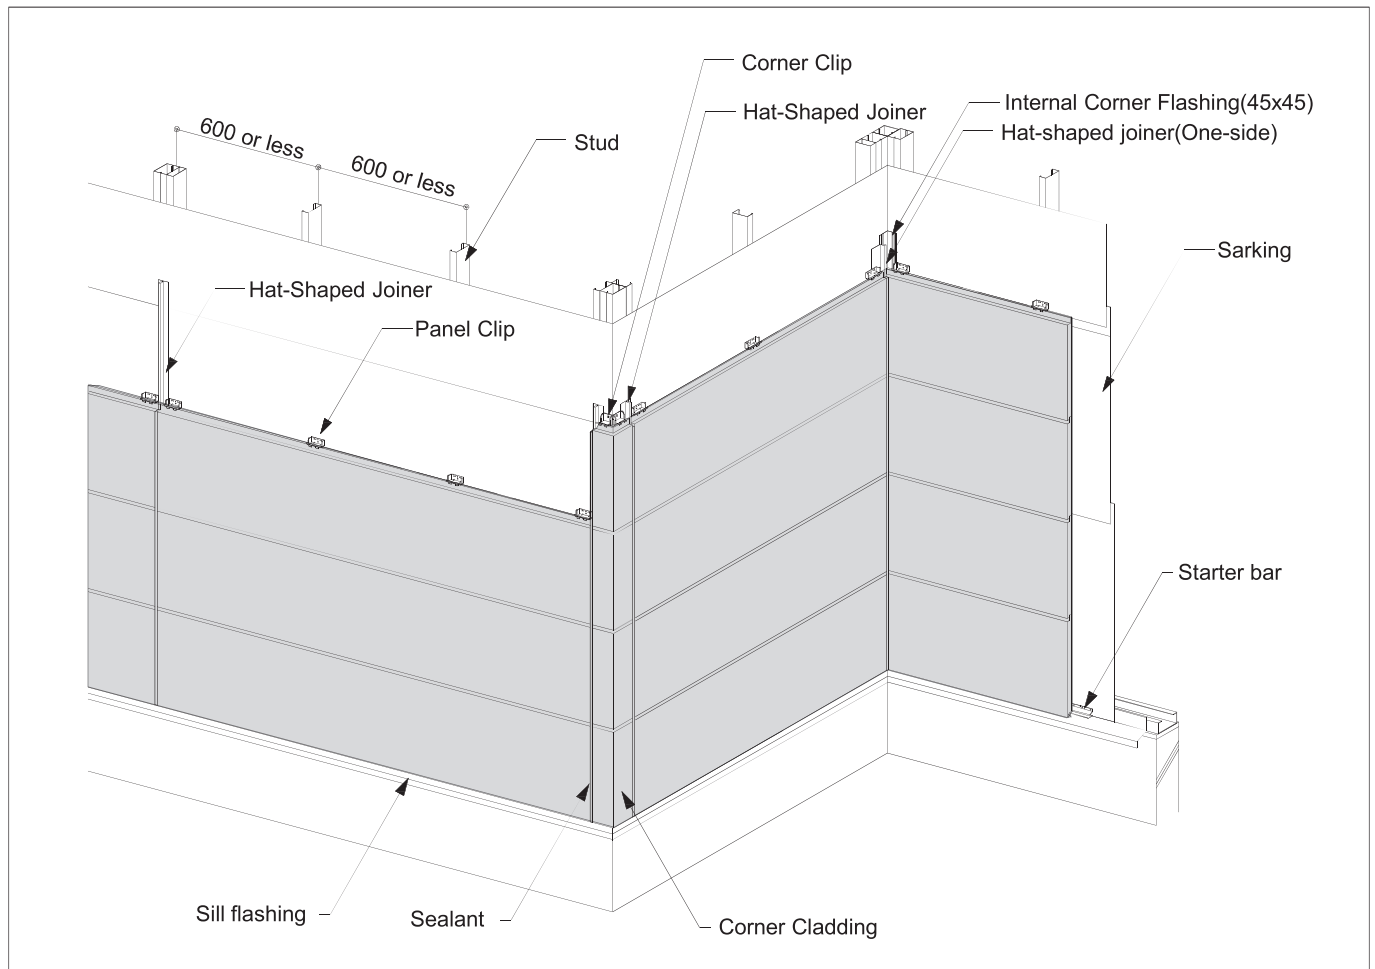 Corner Clip
Internal Corner Flashing(45x45)
Hat-Shaped Joiner
Hat-shaped joiner(One-side)
600 or less
Stud
600 or less
Sarking
Hat-Shaped Joiner
Panel Clip
Starter bar
Sill flashing
Sealant
Corner Cladding